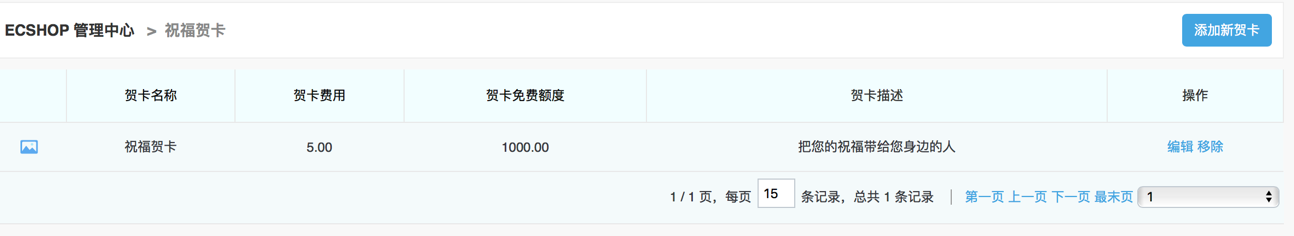 ECSHOP 管理中心 > 祝福贺卡 添加新贺卡
贺卡名称 贺卡费用 贺卡免费额度 贺卡描述 操作
祝福贺卡 5.00 1000.00 把您的祝福带给您身边的人 编辑 移除
1 / 1 页，每页 15 条记录，总共 1 条记录 | 第一页 上一页 下一页 最末页 1